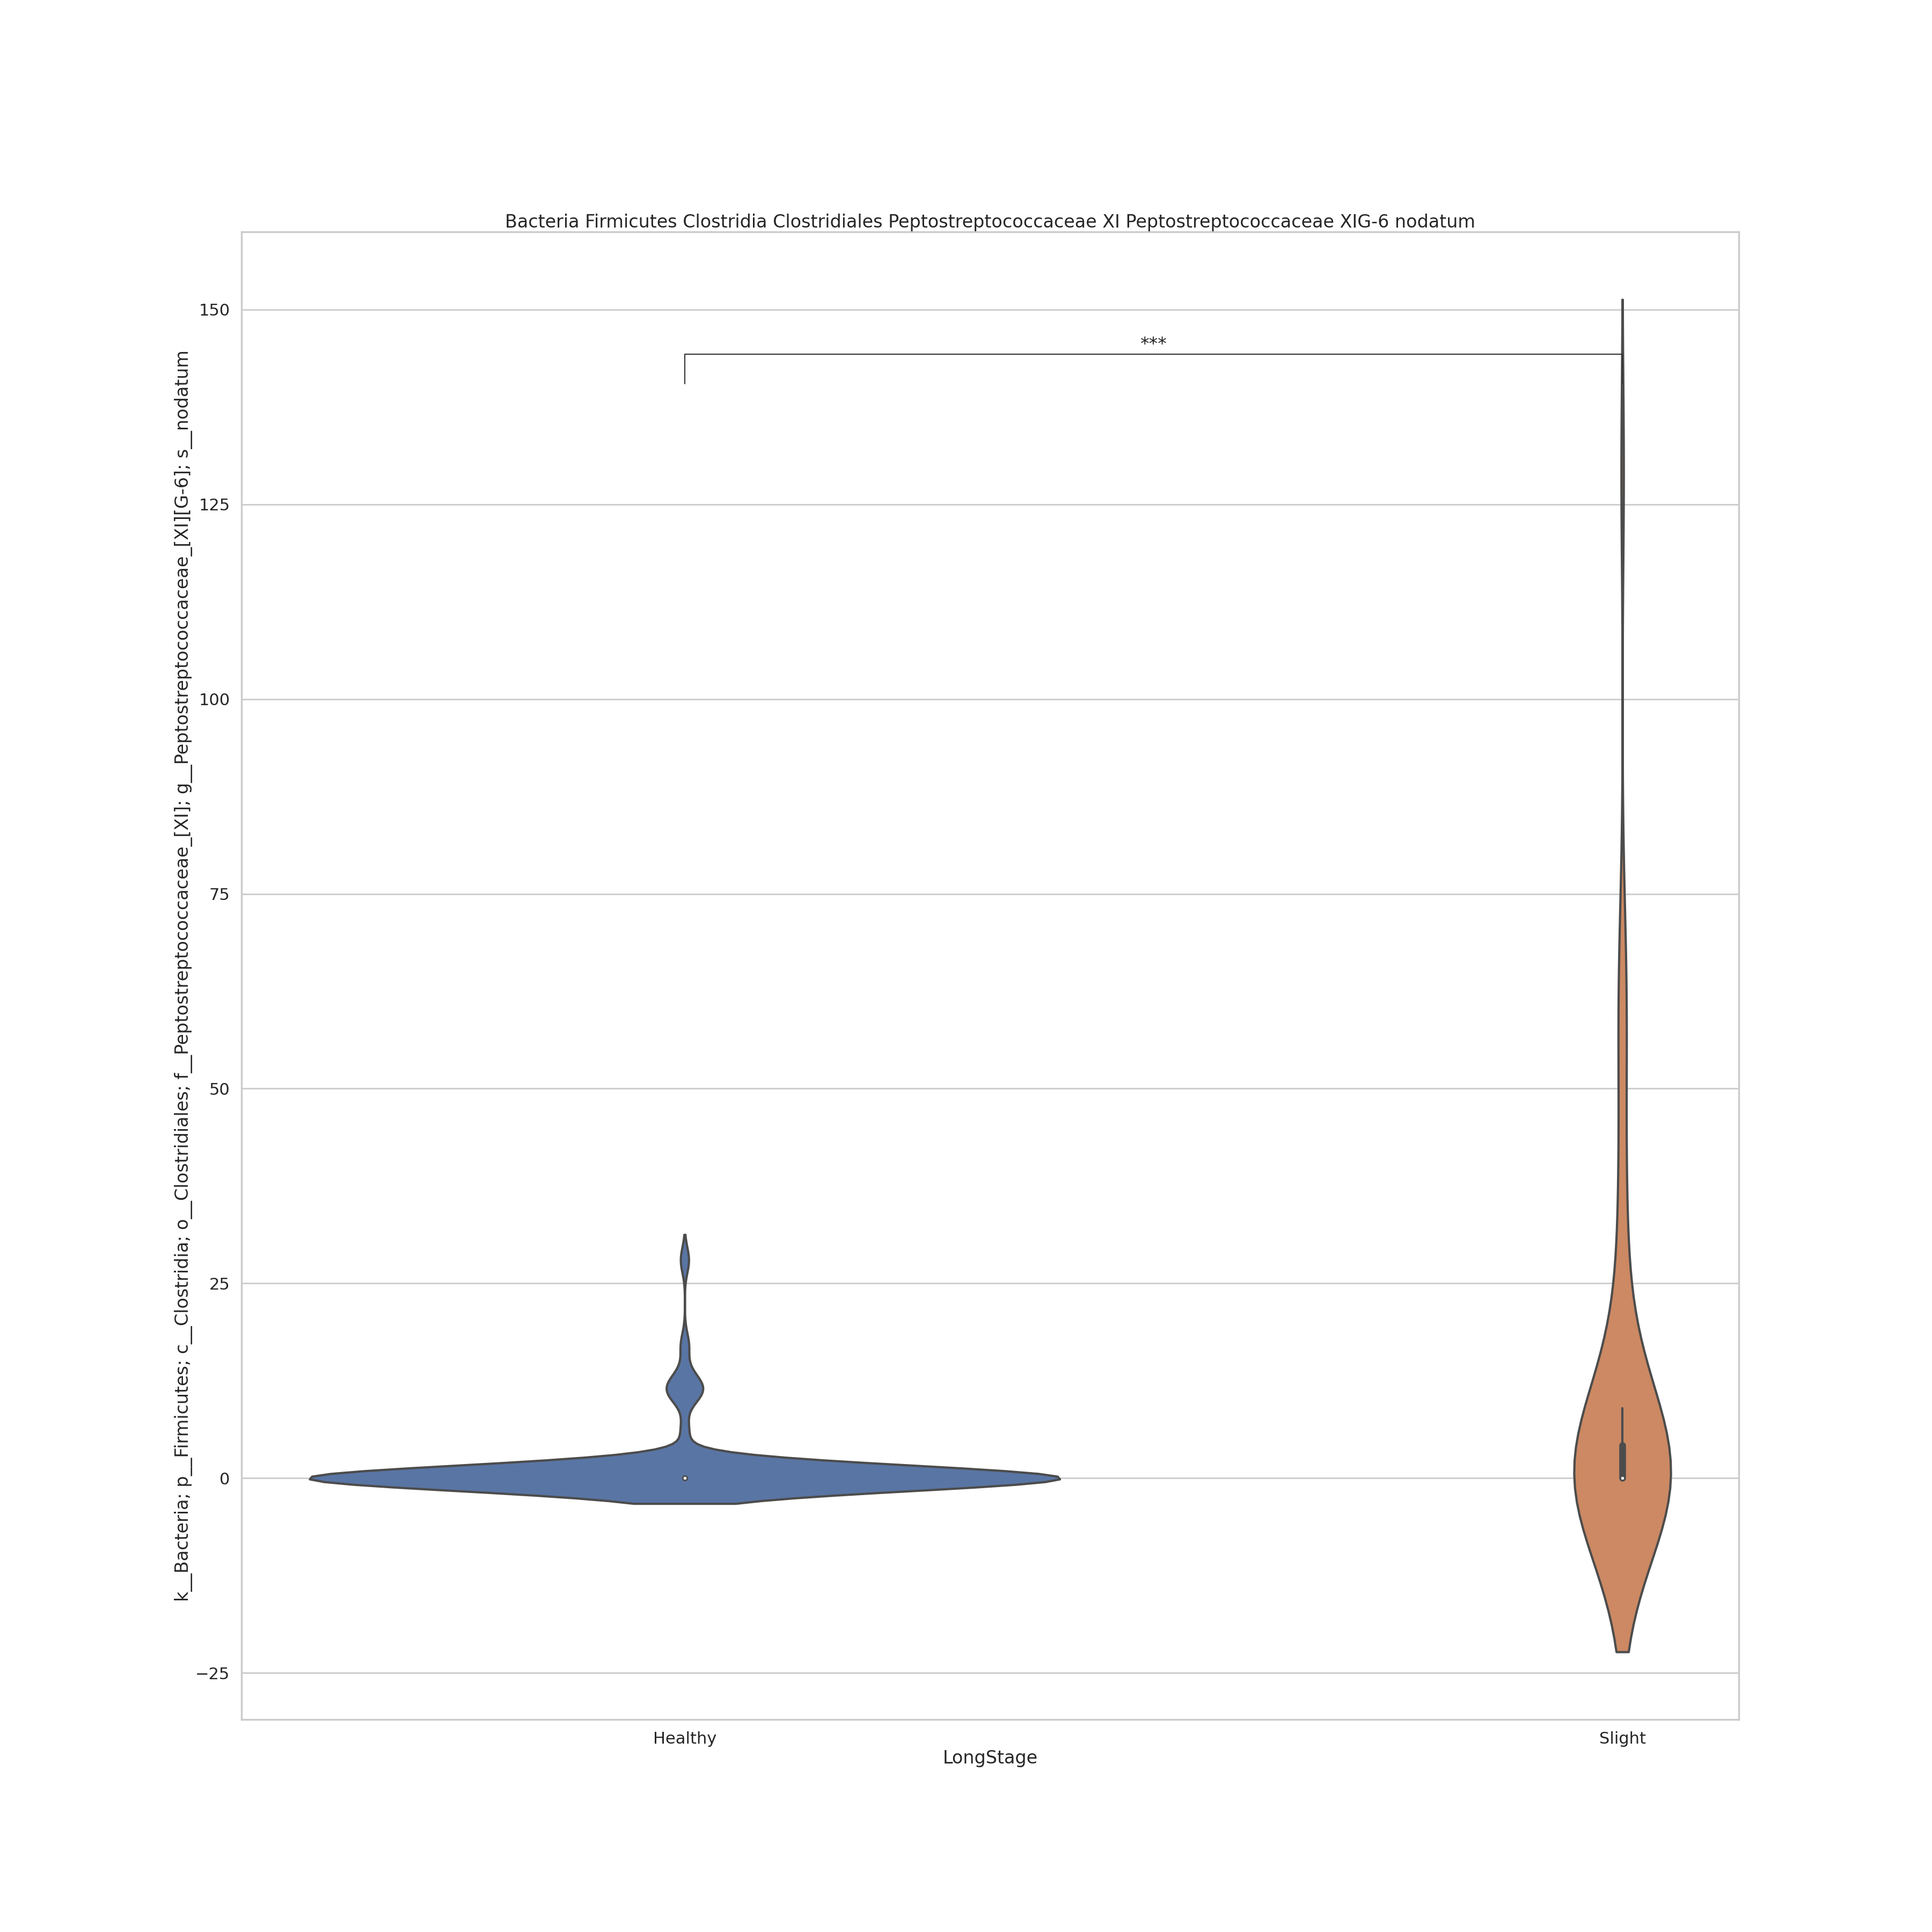 Bacteria Firmicutes Clostridia Clostridiales Peptostreptococcaceae XI Peptostreptococcaceae XIG-6 nodatum
k__Bacteria; p__Firmicutes; c__Clostridia; o__Clostridiales; f__Peptostreptococcaceae_[XI]; g__Peptostreptococcaceae_[XI][G-6]; s__nodatum
150
125
100
75
50
25
0
−25
***
Healthy
Slight
LongStage